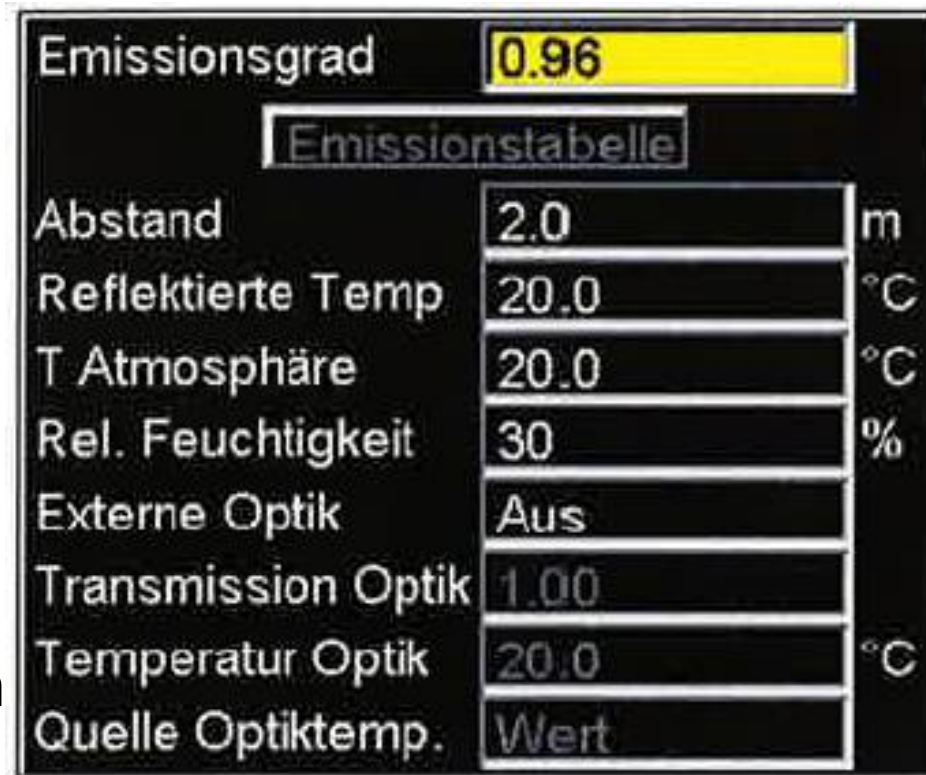 Emissionsgrad 0.96
Emissionstabelle
Abstand 2.0 m
Reflektierte Temp 20.0 °C
T Atmosphäre 20.0 °C
Rel. Feuchtigkeit 30 %
Externe Optik Aus
Transmission Optik 1.00
Temperatur Optik 20.0 °C
Quelle Optiktemp. Wert